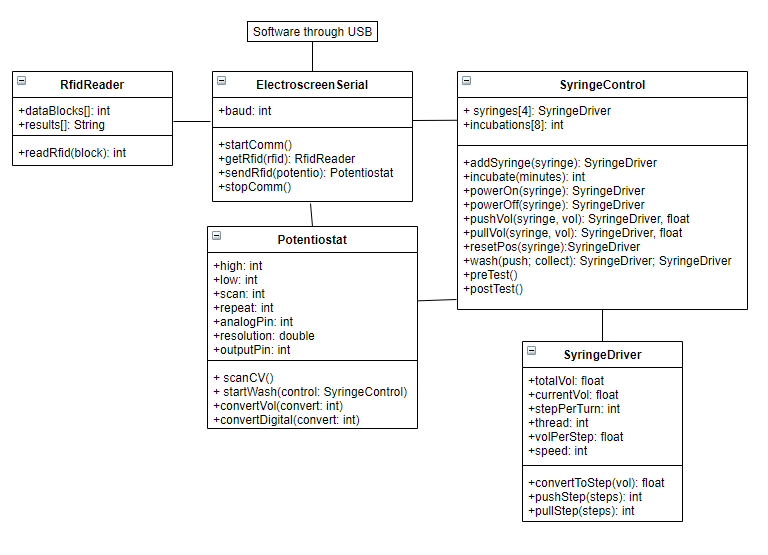 Software through USB
RfidReader
+dataBlocks[]: int
+results[]: String
+readRfid(block): int
ElectroscreenSerial
+baud: int
+startComm()
+getRfid(rfid): RfidReader
+sendRfid(potentio): Potentiostat
+stopComm()
SyringeControl
+ syringes[4]: SyringeDriver
+incubations[8]: int
+addSyringe(syringe): SyringeDriver
+incubate(minutes): int
+powerOn(syringe): SyringeDriver
+powerOff(syringe): SyringeDriver
+pushVol(syringe, vol): SyringeDriver, float
+pullVol(syringe, vol): SyringeDriver, float
+resetPos(syringe):SyringeDriver
+wash(push; collect): SyringeDriver; SyringeDriver
+preTest()
+postTest()
Potentiostat
+high: int
+low: int
+scan: int
+repeat: int
+analogPin: int
+resolution: double
+outputPin: int
+ scanCV()
+ startWash(control: SyringeControl)
+convertVol(convert: int)
+convertDigital(convert: int)
SyringeDriver
+totalVol: float
+currentVol: float
+stepPerTurn: int
+thread: int
+volPerStep: float
+speed: int
+convertToStep(vol): float
+pushStep(steps): int
+pullStep(steps): int